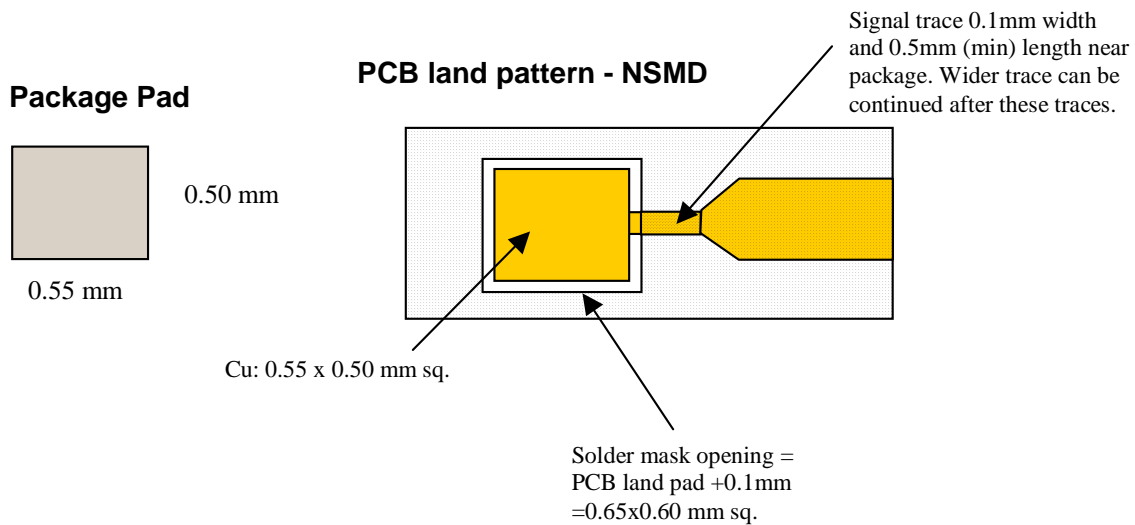 Signal trace 0.1mm width
and 0.5mm (min) length near
package. Wider trace can be
continued after these traces.
PCB land pattern - NSMD
Package Pad
0.50 mm
0.55 mm
Cu: 0.55 x 0.50 mm sq.
Solder mask opening =
PCB land pad +0.1mm
=0.65x0.60 mm sq.